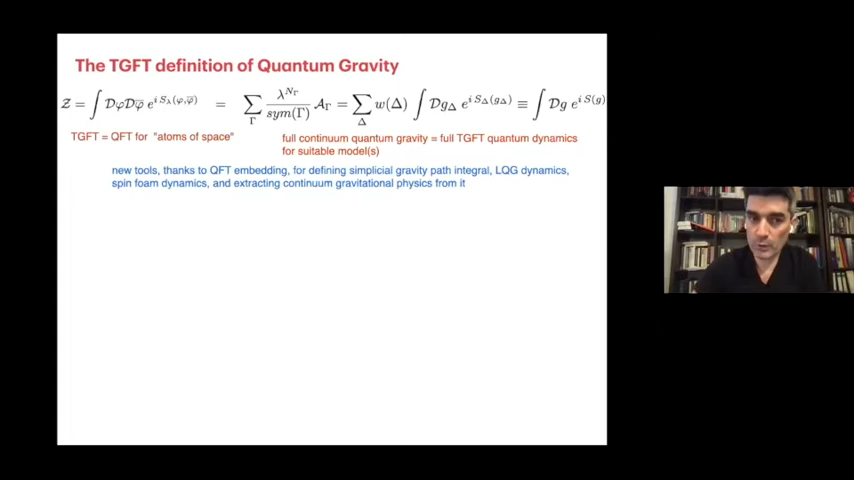 The TGFT definition of Quantum Gravity
𝒵 = ∫ 𝒟φ𝒟φ̅ e^{i S_λ(φ,φ̅)} = ∑_Γ λ^{N_Γ} / sym(Γ) 𝒜_Γ = ∑_Δ w(Δ) ∫ 𝒟g_Δ e^{i S_Δ(g_Δ)} ≡ ∫ 𝒟g e^{i S(g)}
TGFT = QFT for "atoms of space"
full continuum quantum gravity = full TGFT quantum dynamics
for suitable model(s)
new tools, thanks to QFT embedding, for defining simplicial gravity path integral, LQG dynamics,
spin foam dynamics, and extracting continuum gravitational physics from it